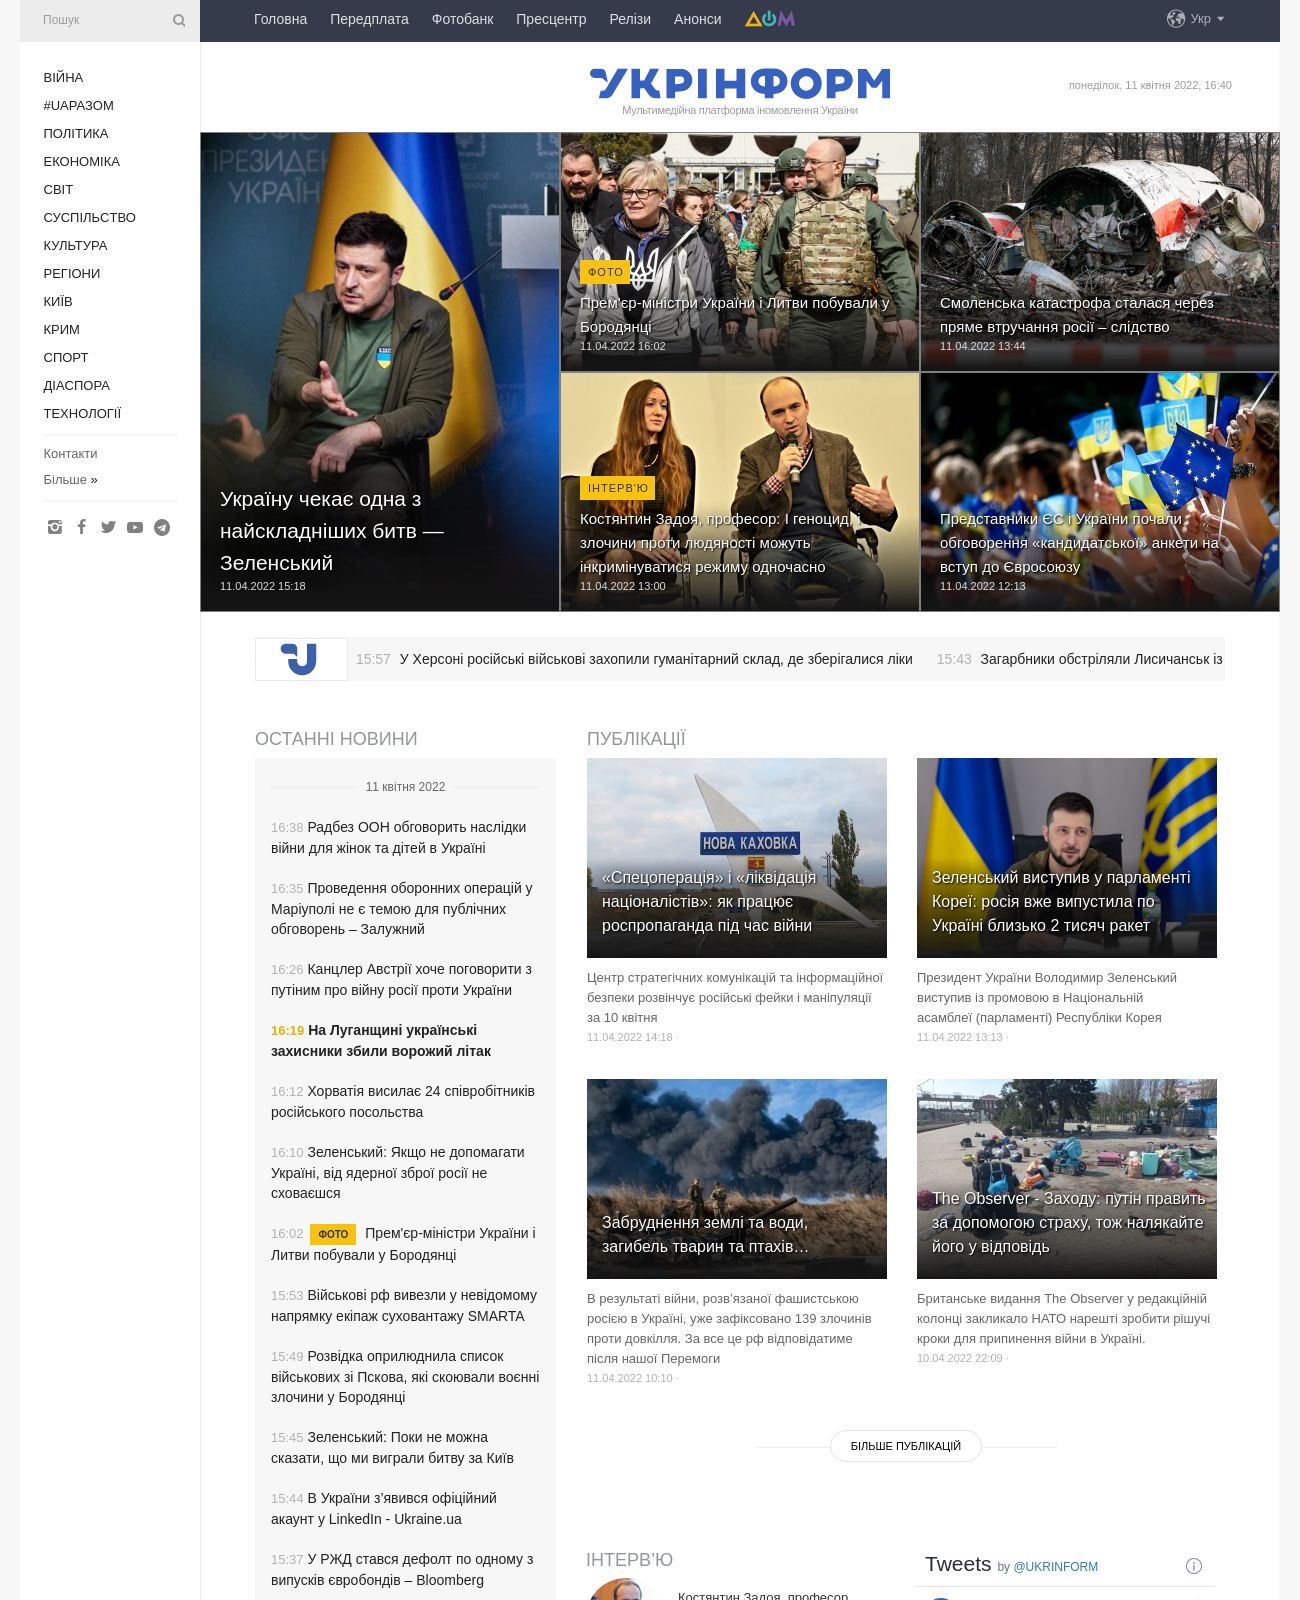 Пошук
Головна Передплата Фотобанк Пресцентр Релізи Анонси ДОМ
Укр
ВІЙНА
#UАРАЗОМ
ПОЛІТИКА
ЕКОНОМІКА
СВІТ
СУСПІЛЬСТВО
КУЛЬТУРА
РЕГІОНИ
КИЇВ
КРИМ
СПОРТ
ДІАСПОРА
ТЕХНОЛОГІЇ
Контакти
Більше »
УКРІНФОРМ
Мультимедійна платформа іномовлення України
понеділок, 11 квітня 2022, 16:40
Україну чекає одна з
найскладніших битв —
Зеленський
11.04.2022 15:18
ФОТО
Прем'єр-міністри України і Литви побували у
Бородянці
11.04.2022 16:02
Смоленська катастрофа сталася через
пряме втручання росії – слідство
11.04.2022 13:44
ІНТЕРВ'Ю
Костянтин Задоя, професор: І геноцид, і
злочини проти людяності можуть
інкримінуватися режиму одночасно
11.04.2022 13:00
Представники ЄС і України почали
обговорення «кандидатської» анкети на
вступ до Євросоюзу
11.04.2022 12:13
15:57 У Херсоні російські військові захопили гуманітарний склад, де зберігалися ліки 15:43 Загарбники обстріляли Лисичанськ із
ОСТАННІ НОВИНИ
11 квітня 2022
16:38 Радбез ООН обговорить наслідки
війни для жінок та дітей в Україні
16:35 Проведення оборонних операцій у
Маріуполі не є темою для публічних
обговорень – Залужний
16:26 Канцлер Австрії хоче поговорити з
путіним про війну росії проти України
16:19 На Луганщині українські
захисники збили ворожий літак
16:12 Хорватія висилає 24 співробітників
російського посольства
16:10 Зеленський: Якщо не допомагати
Україні, від ядерної зброї росії не
сховаєшся
16:02 ФОТО Прем'єр-міністри України і
Литви побували у Бородянці
15:53 Військові рф вивезли у невідомому
напрямку екіпаж суховантажу SMARTA
15:49 Розвідка оприлюднила список
військових зі Пскова, які скоювали воєнні
злочини у Бородянці
15:45 Зеленський: Поки не можна
сказати, що ми виграли битву за Київ
15:44 В України з’явився офіційний
акаунт у LinkedIn - Ukraine.ua
15:37 У РЖД стався дефолт по одному з
випусків євробондів – Bloomberg
ПУБЛІКАЦІЇ
НОВА КАХОВКА
«Спецоперація» і «ліквідація
націоналістів»: як працює
роспропаганда під час війни
Центр стратегічних комунікацій та інформаційної
безпеки розвінчує російські фейки і маніпуляції
за 10 квітня
11.04.2022 14:18 ·
Зеленський виступив у парламенті
Кореї: росія вже випустила по
Україні близько 2 тисяч ракет
Президент України Володимир Зеленський
виступив із промовою в Національній
асамблеї (парламенті) Республіки Корея
11.04.2022 13:13 ·
Забруднення землі та води,
загибель тварин та птахів…
В результаті війни, розв’язаної фашистською
росією в Україні, уже зафіксовано 139 злочинів
проти довкілля. За все це рф відповідатиме
після нашої Перемоги
11.04.2022 10:10 ·
The Observer - Заходу: путін править
за допомогою страху, тож налякайте
його у відповідь
Британське видання The Observer у редакційній
колонці закликало НАТО нарешті зробити рішучі
кроки для припинення війни в Україні.
10.04.2022 22:09 ·
БІЛЬШЕ ПУБЛІКАЦІЙ
ІНТЕРВ’Ю
Костянтин Задоя, професор
Tweets by @UKRINFORM